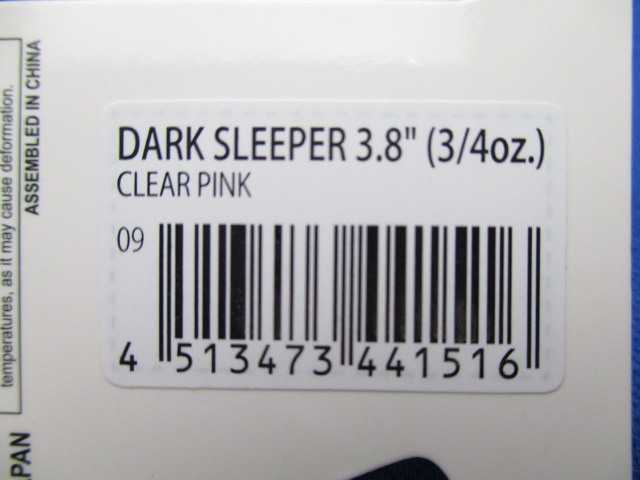 DARK SLEEPER 3.8" (3/4oz.)
CLEAR PINK
09
4 513473 441516
temperatures, as it may cause deformation.
ASSEMBLED IN CHINA